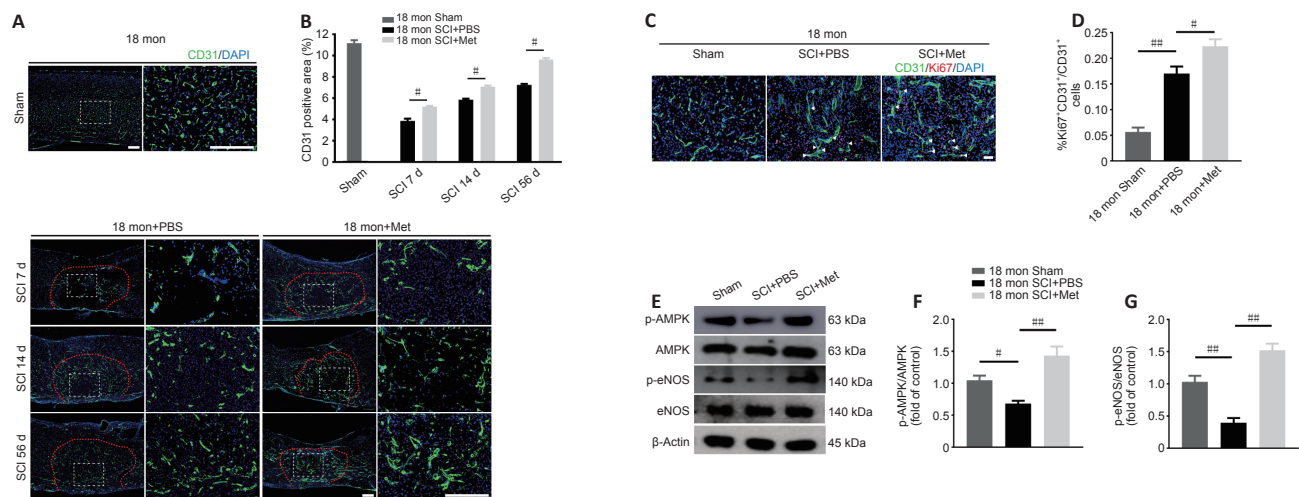 A
18 mon
CD31/DAPI
Sham
B
18 mon Sham
18 mon SCI+PBS
18 mon SCI+Met
CD31 positive area (%)
12
10
8
6
4
2
0
#
#
#
Sham
SCI 7 d
SCI 14 d
SCI 56 d
18 mon+PBS
18 mon+Met
SCI 7 d
SCI 14 d
SCI 56 d
C
18 mon
Sham
SCI+PBS
SCI+Met
CD31/Ki67/DAPI
D
%Ki67⁺CD31⁺/CD31⁺
cells
0.25
0.20
0.15
0.10
0.05
0
##
#
18 mon Sham
18 mon+PBS
18 mon+Met
E
Sham
SCI+PBS
SCI+Met
p-AMPK
63 kDa
AMPK
63 kDa
p-eNOS
140 kDa
eNOS
140 kDa
β-Actin
45 kDa
18 mon Sham
18 mon SCI+PBS
18 mon SCI+Met
F
p-AMPK/AMPK
(fold of control)
2.0
1.5
1.0
0.5
0
#
##
G
p-eNOS/eNOS
(fold of control)
2.0
1.5
1.0
0.5
0
##
##